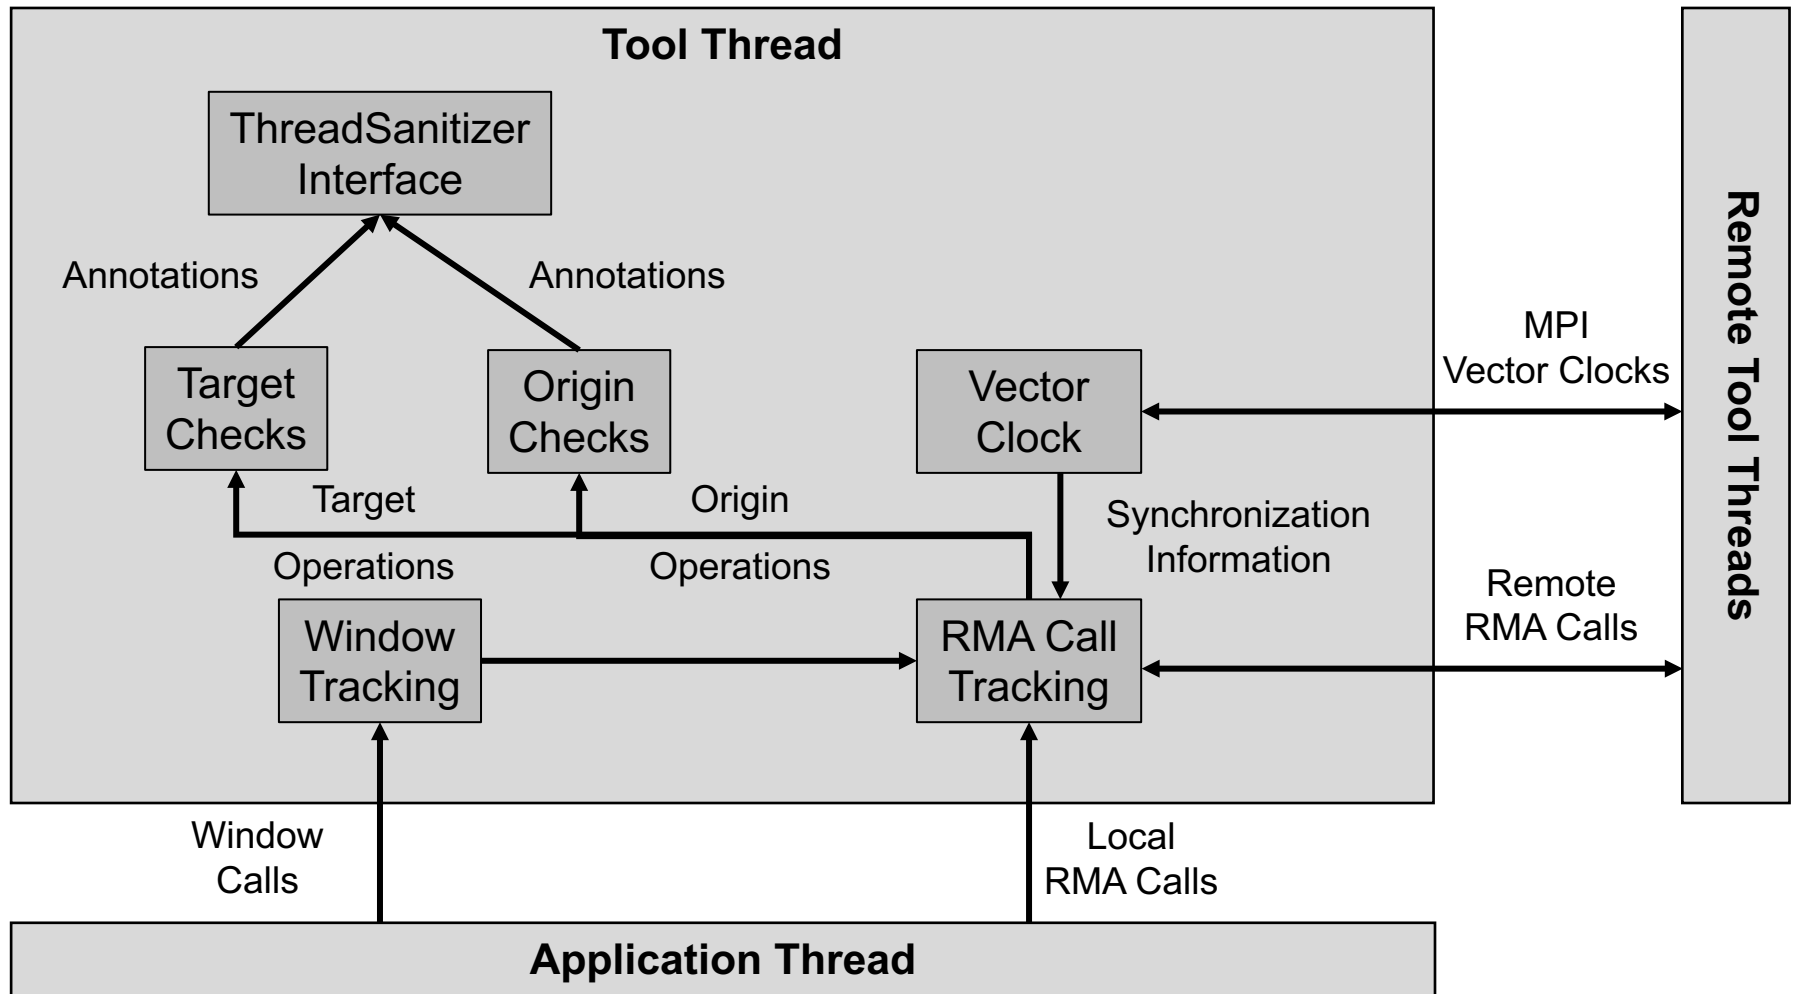 Tool Thread
ThreadSanitizer
Interface
Annotations
Annotations
Target
Checks
Origin
Checks
Vector
Clock
MPI
Vector Clocks
Target
Operations
Origin
Operations
Synchronization
Information
Window
Tracking
RMA Call
Tracking
Remote
RMA Calls
Remote Tool Threads
Window
Calls
Local
RMA Calls
Application Thread